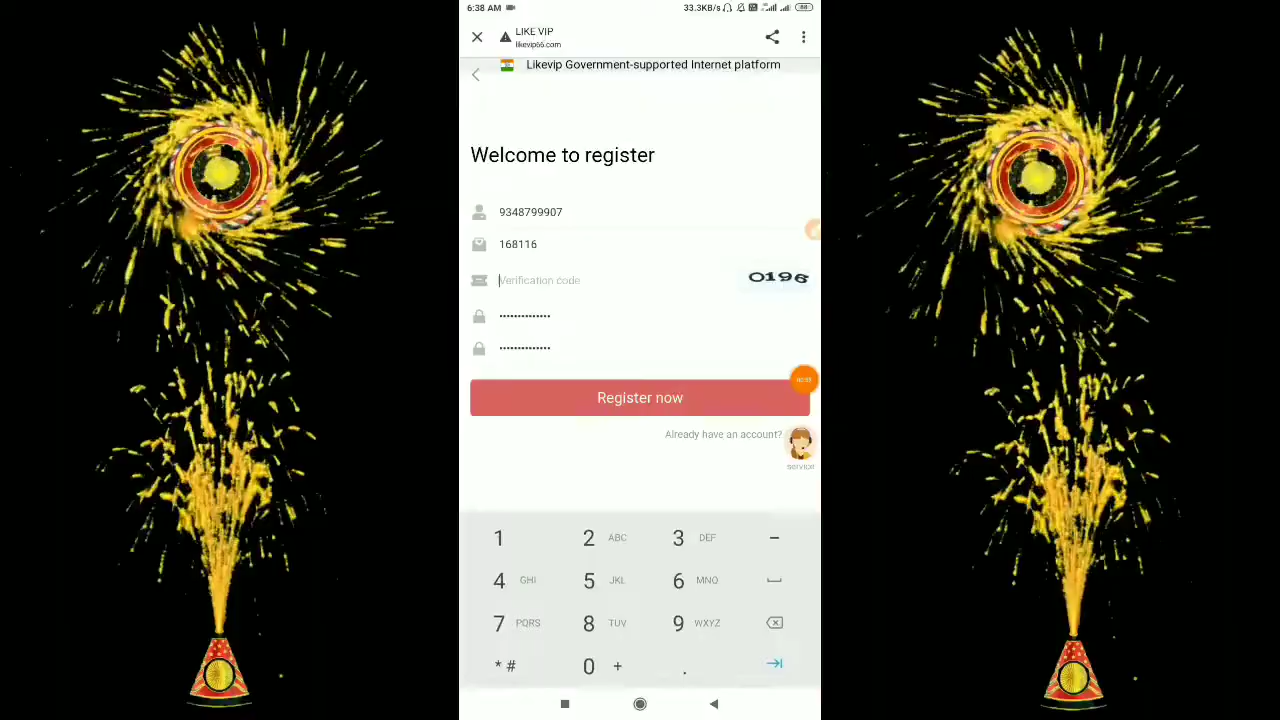 6:38 AM
33.3KB/s
LIKE VIP
likevip66.com
Likevip Government-supported Internet platform
Welcome to register
9348799907
168116
Verification code
0196
••••••••••••••
••••••••••••••
Register now
Already have an account?
service
1
2 ABC
3 DEF
–
4 GHI
5 JKL
6 MNO
7 PQRS
8 TUV
9 WXYZ
* #
0 +
.